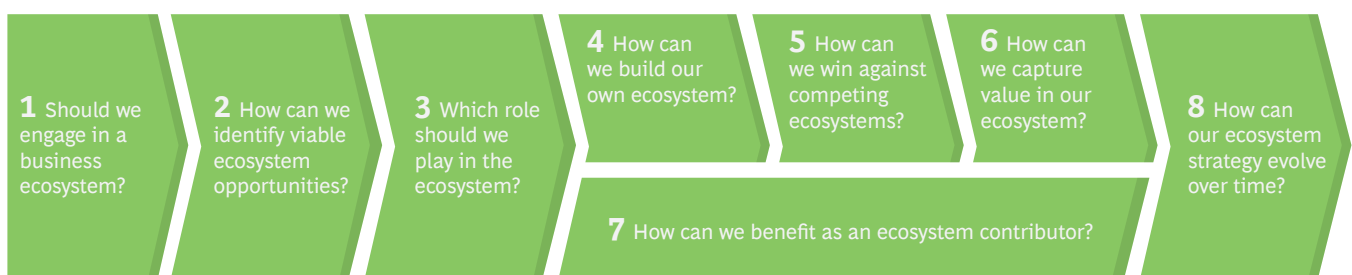 1 Should we
engage in a
business
ecosystem?
2 How can we
identify viable
ecosystem
opportunities?
3 Which role
should we
play in the
ecosystem?
4 How can
we build our
own ecosystem?
5 How can
we win against
competing
ecosystems?
6 How can
we capture
value in our
ecosystem?
7 How can we benefit as an ecosystem contributor?
8 How can
our ecosystem
strategy evolve
over time?